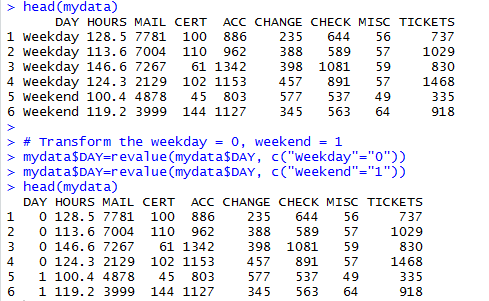 > head(mydata)
DAY HOURS MAIL CERT ACC CHANGE CHECK MISC TICKETS
1 Weekday 128.5 7781 100 886 235 644 56 737
2 Weekday 113.6 7004 110 962 388 589 57 1029
3 Weekday 146.6 7267 61 1342 398 1081 59 830
4 Weekday 124.3 2129 102 1153 457 891 57 1468
5 Weekend 100.4 4878 45 803 577 537 49 335
6 Weekend 119.2 3999 144 1127 345 563 64 918
>
> # Transform the weekday = 0, weekend = 1
> mydata$DAY=revalue(mydata$DAY, c("Weekday"="0"))
> mydata$DAY=revalue(mydata$DAY, c("Weekend"="1"))
> head(mydata)
DAY HOURS MAIL CERT ACC CHANGE CHECK MISC TICKETS
1 0 128.5 7781 100 886 235 644 56 737
2 0 113.6 7004 110 962 388 589 57 1029
3 0 146.6 7267 61 1342 398 1081 59 830
4 0 124.3 2129 102 1153 457 891 57 1468
5 1 100.4 4878 45 803 577 537 49 335
6 1 119.2 3999 144 1127 345 563 64 918